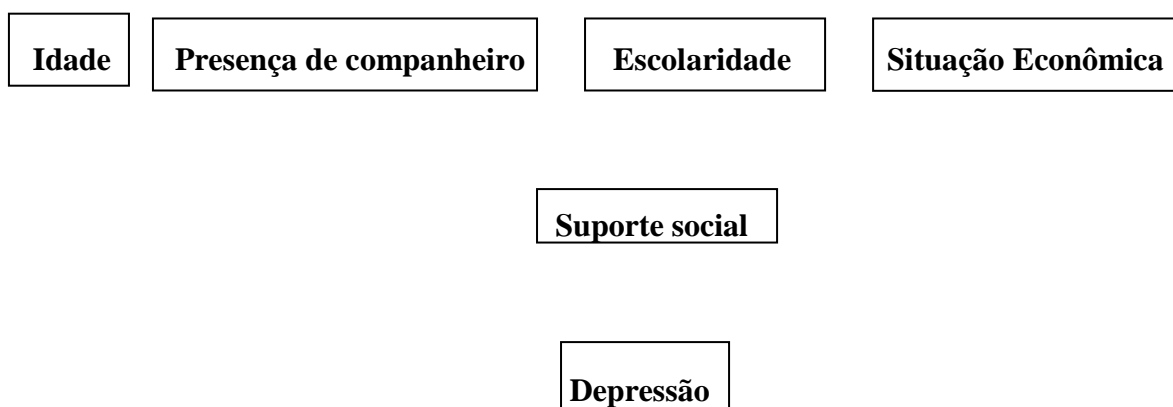 Idade
Presença de companheiro
Escolaridade
Situação Econômica
Suporte social
Depressão